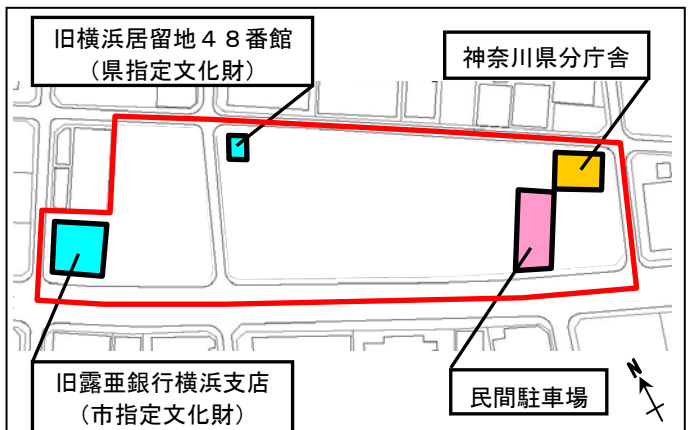 旧横浜居留地４８番館
（県指定文化財）
神奈川県分庁舎
旧露亜銀行横浜支店
（市指定文化財）
民間駐車場
N